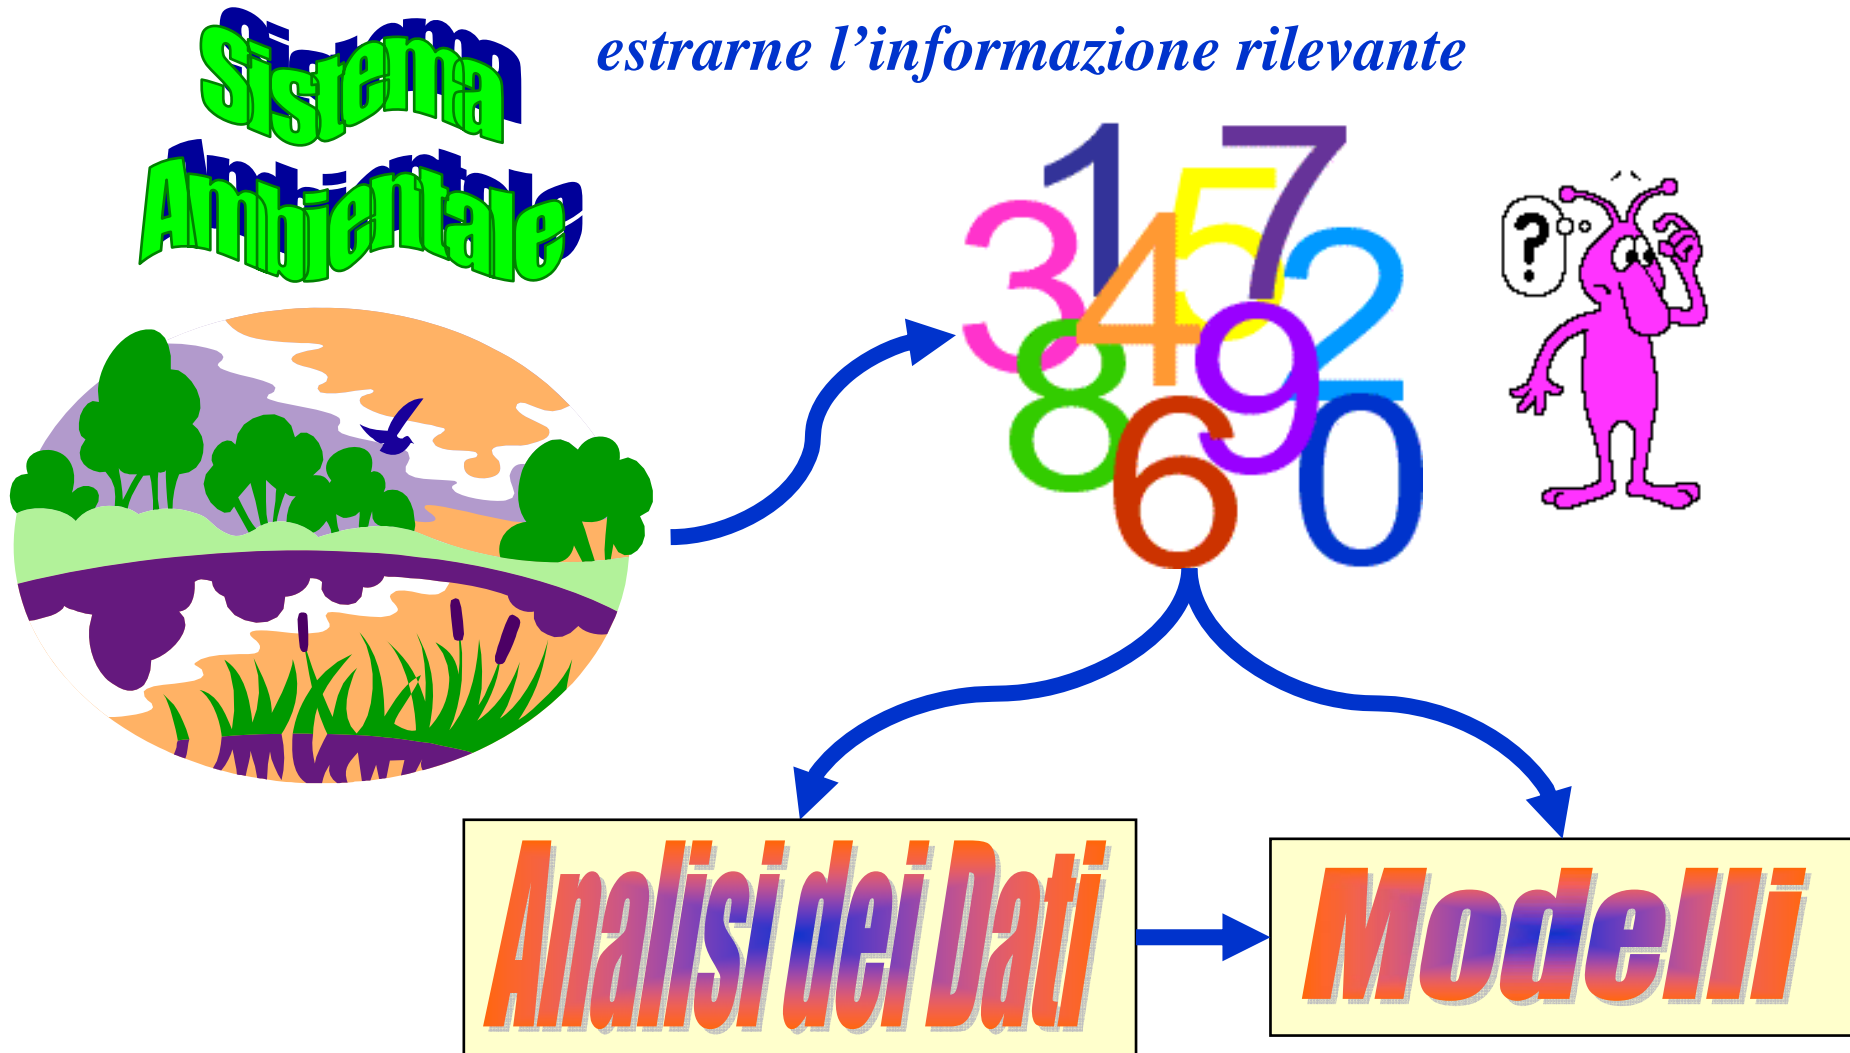 Sistema
Ambientale
estrarne l’informazione rilevante
1 7
3 4 5 2
8 9
6 0
?
Analisi dei Dati
Modelli